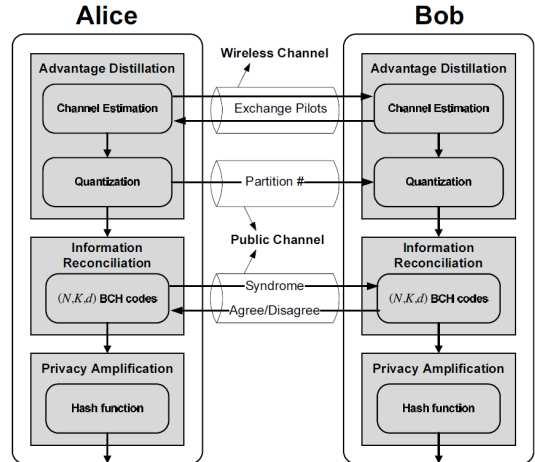 Alice
Bob
Wireless Channel
Advantage Distillation
Advantage Distillation
Channel Estimation
Exchange Pilots
Channel Estimation
Quantization
Partition #
Quantization
Public Channel
Information
Reconciliation
Information
Reconciliation
Syndrome
(N,K,d) BCH codes
(N,K,d) BCH codes
Agree/Disagree
Privacy Amplification
Privacy Amplification
Hash function
Hash function